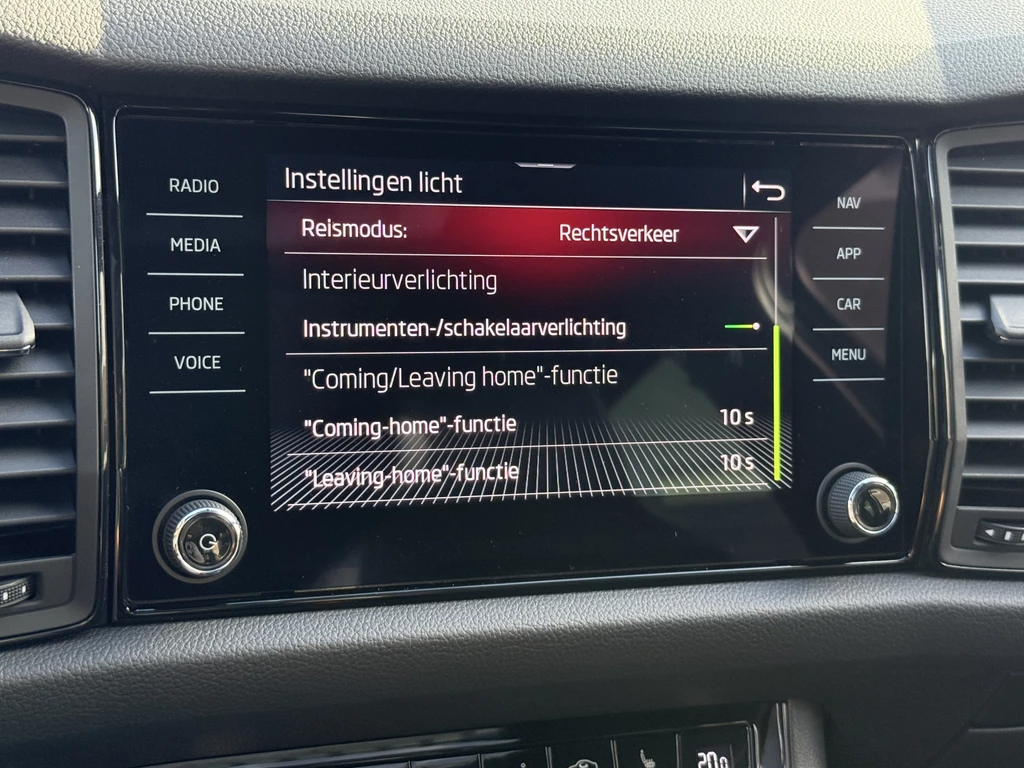 RADIO
MEDIA
PHONE
VOICE
Instellingen licht
Reismodus: Rechtsverkeer
Interieurverlichting
Instrumenten-/schakelaarverlichting
"Coming/Leaving home"-functie
"Coming-home"-functie 10 s
"Leaving-home"-functie 10 s
NAV
APP
CAR
MENU